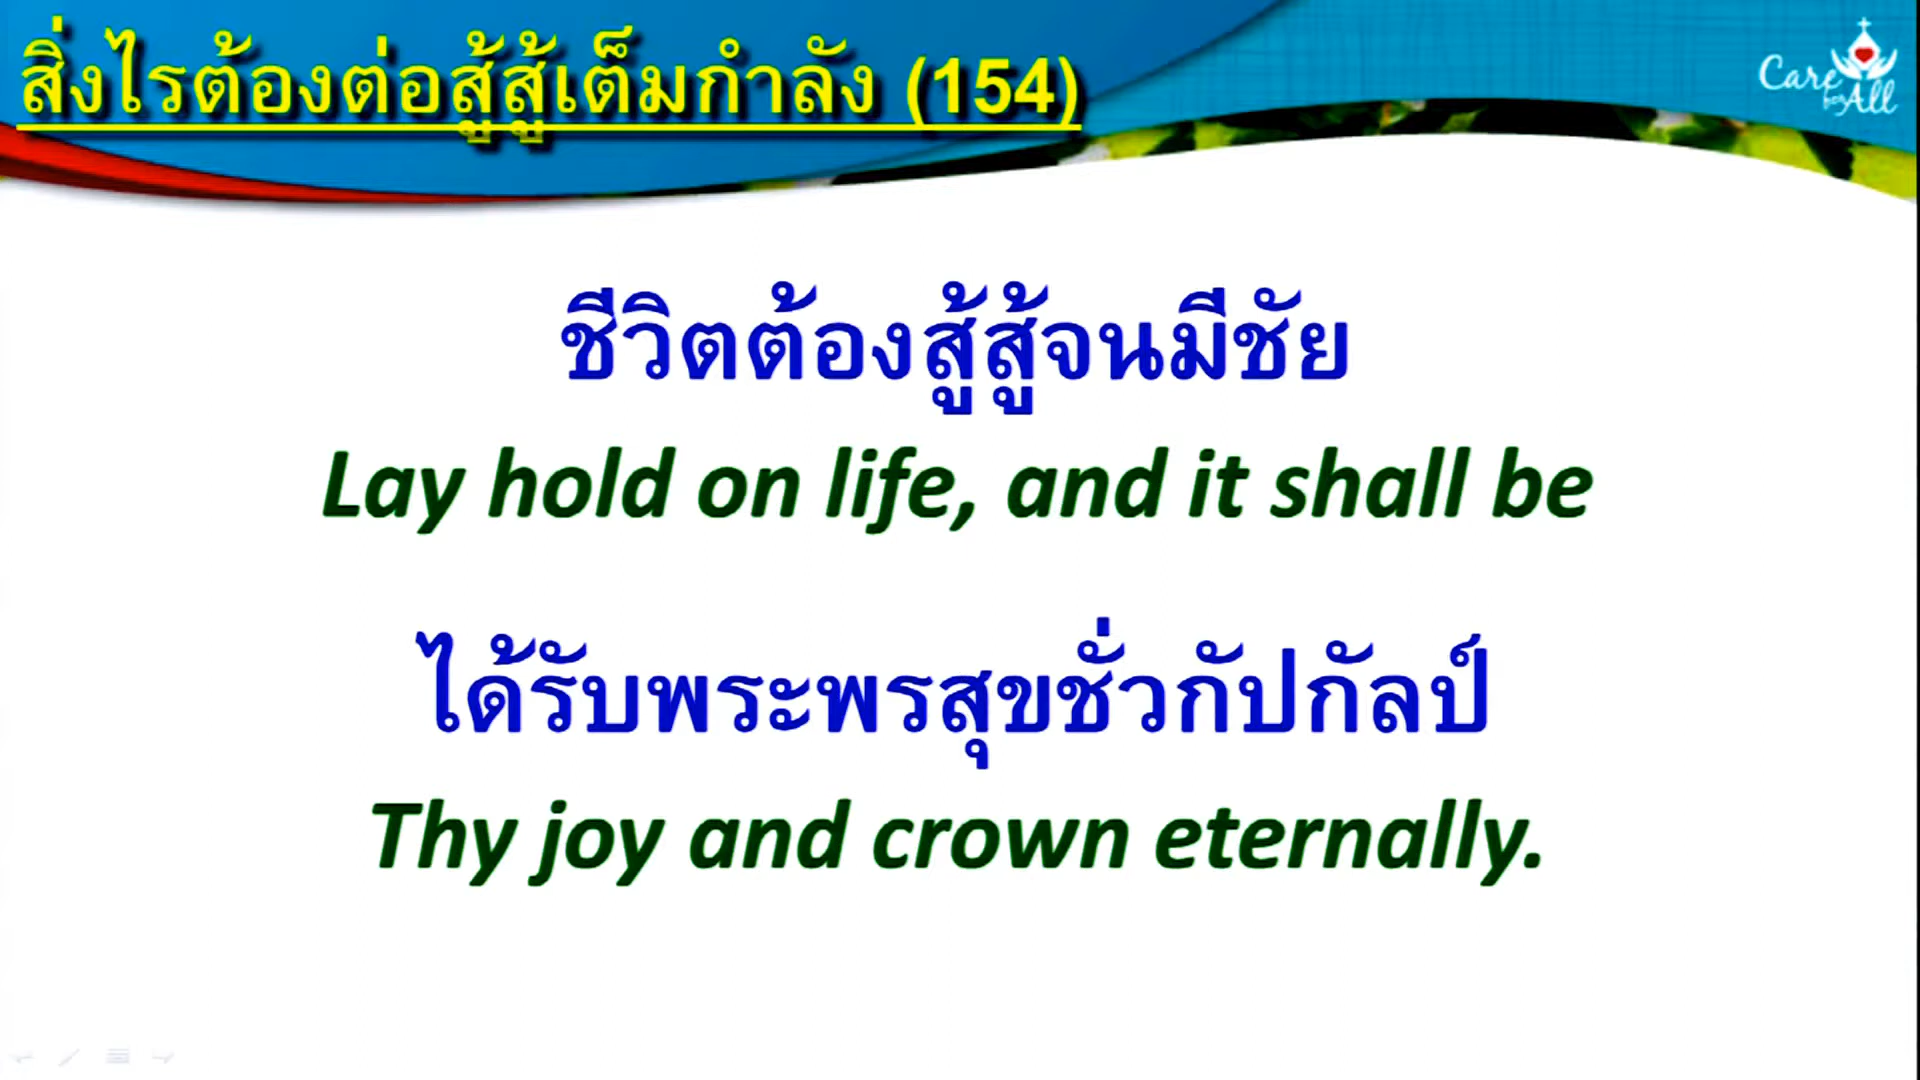 สิ่งไรต้องต่อสู้สู้เต็มกำลัง (154)
Care
for All
ชีวิตต้องสู้สู้จนมีชัย
Lay hold on life, and it shall be
ได้รับพระพรสุขชั่วกัปกัลป์
Thy joy and crown eternally.